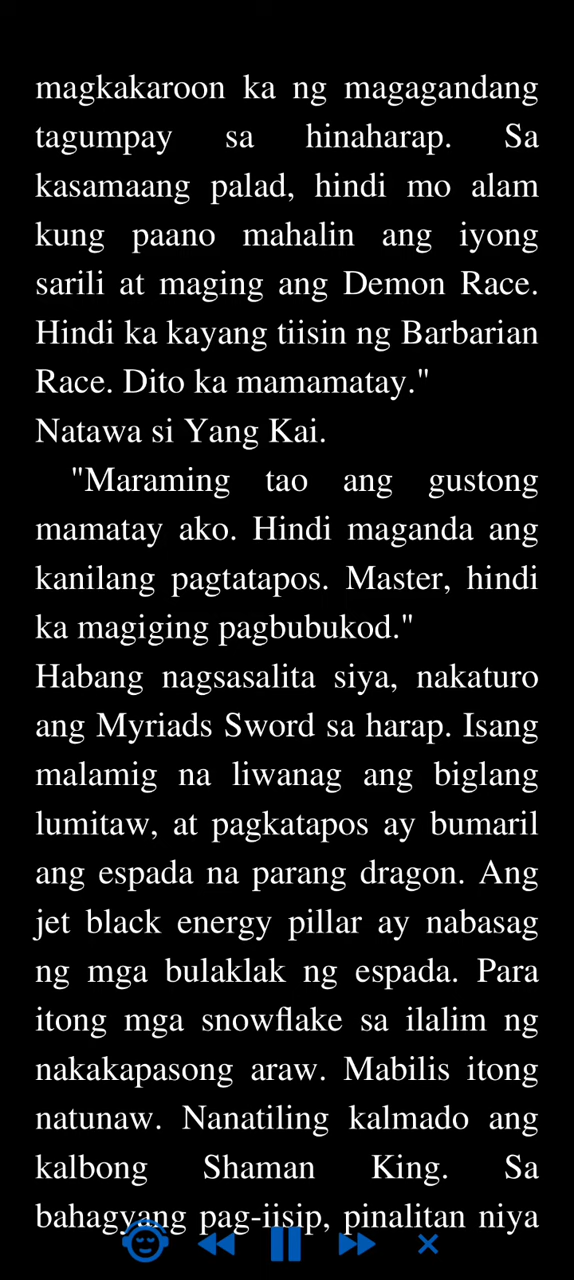 magkakaroon ka ng magagandang
tagumpay sa hinaharap. Sa
kasamaang palad, hindi mo alam
kung paano mahalin ang iyong
sarili at maging ang Demon Race.
Hindi ka kayang tiisin ng Barbarian
Race. Dito ka mamamatay."
Natawa si Yang Kai.
"Maraming tao ang gustong
mamatay ako. Hindi maganda ang
kanilang pagtatapos. Master, hindi
ka magiging pagbubukod."
Habang nagsasalita siya, nakaturo
ang Myriads Sword sa harap. Isang
malamig na liwanag ang biglang
lumitaw, at pagkatapos ay bumaril
ang espada na parang dragon. Ang
jet black energy pillar ay nabasag
ng mga bulaklak ng espada. Para
itong mga snowflake sa ilalim ng
nakakapasong araw. Mabilis itong
natunaw. Nanatiling kalmado ang
kalbong Shaman King. Sa
bahagyang pag-iisip, pinalitan niya